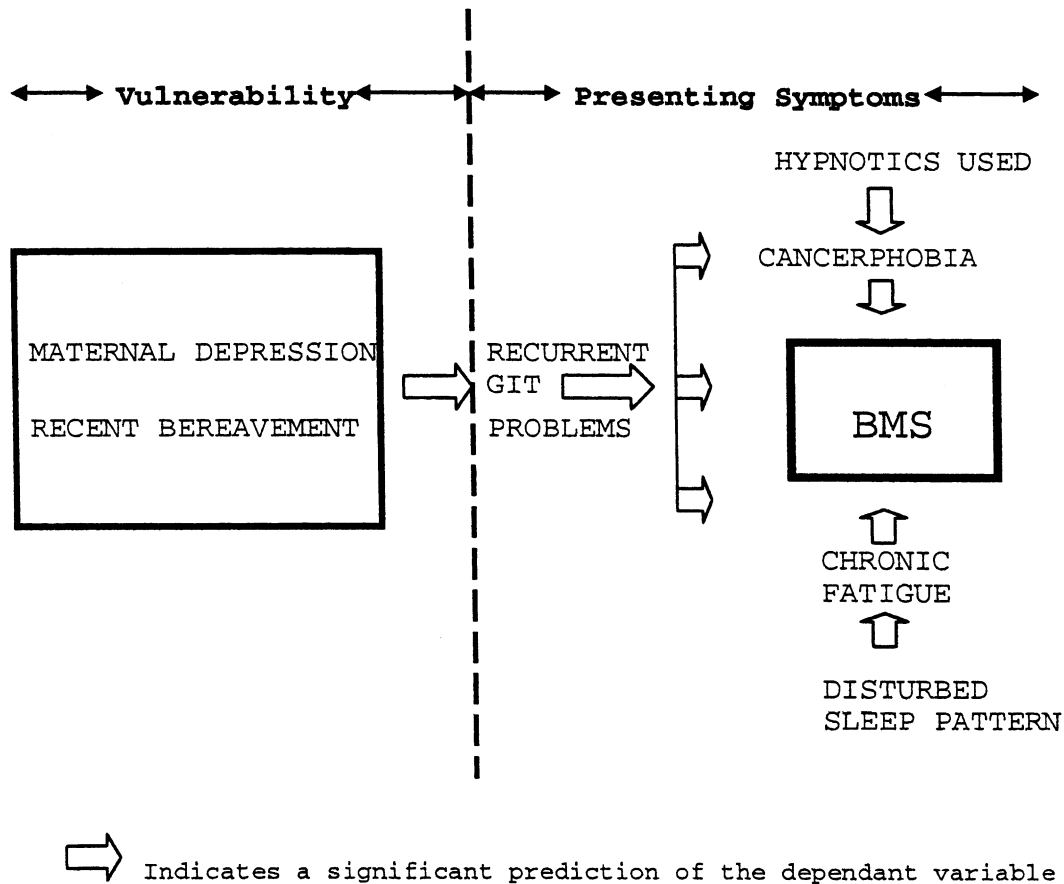 Vulnerability
Presenting Symptoms
HYPNOTICS USED
CANCERPHOBIA
MATERNAL DEPRESSION
RECENT BEREAVEMENT
RECURRENT
GIT
PROBLEMS
BMS
CHRONIC
FATIGUE
DISTURBED
SLEEP PATTERN
Indicates a significant prediction of the dependant variable